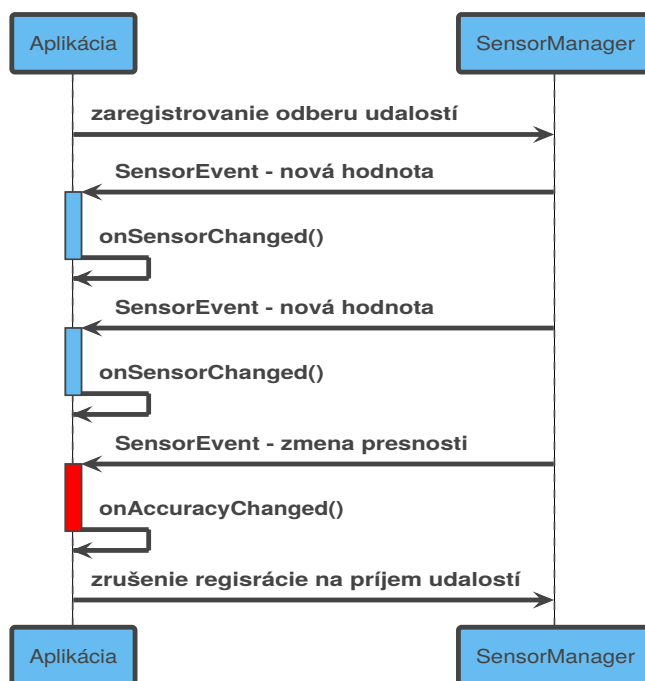 Aplikácia
SensorManager
zaregistrovanie odberu udalostí
SensorEvent - nová hodnota
onSensorChanged()
SensorEvent - nová hodnota
onSensorChanged()
SensorEvent - zmena presnosti
onAccuracyChanged()
zrušenie regisrácie na príjem udalostí
Aplikácia
SensorManager